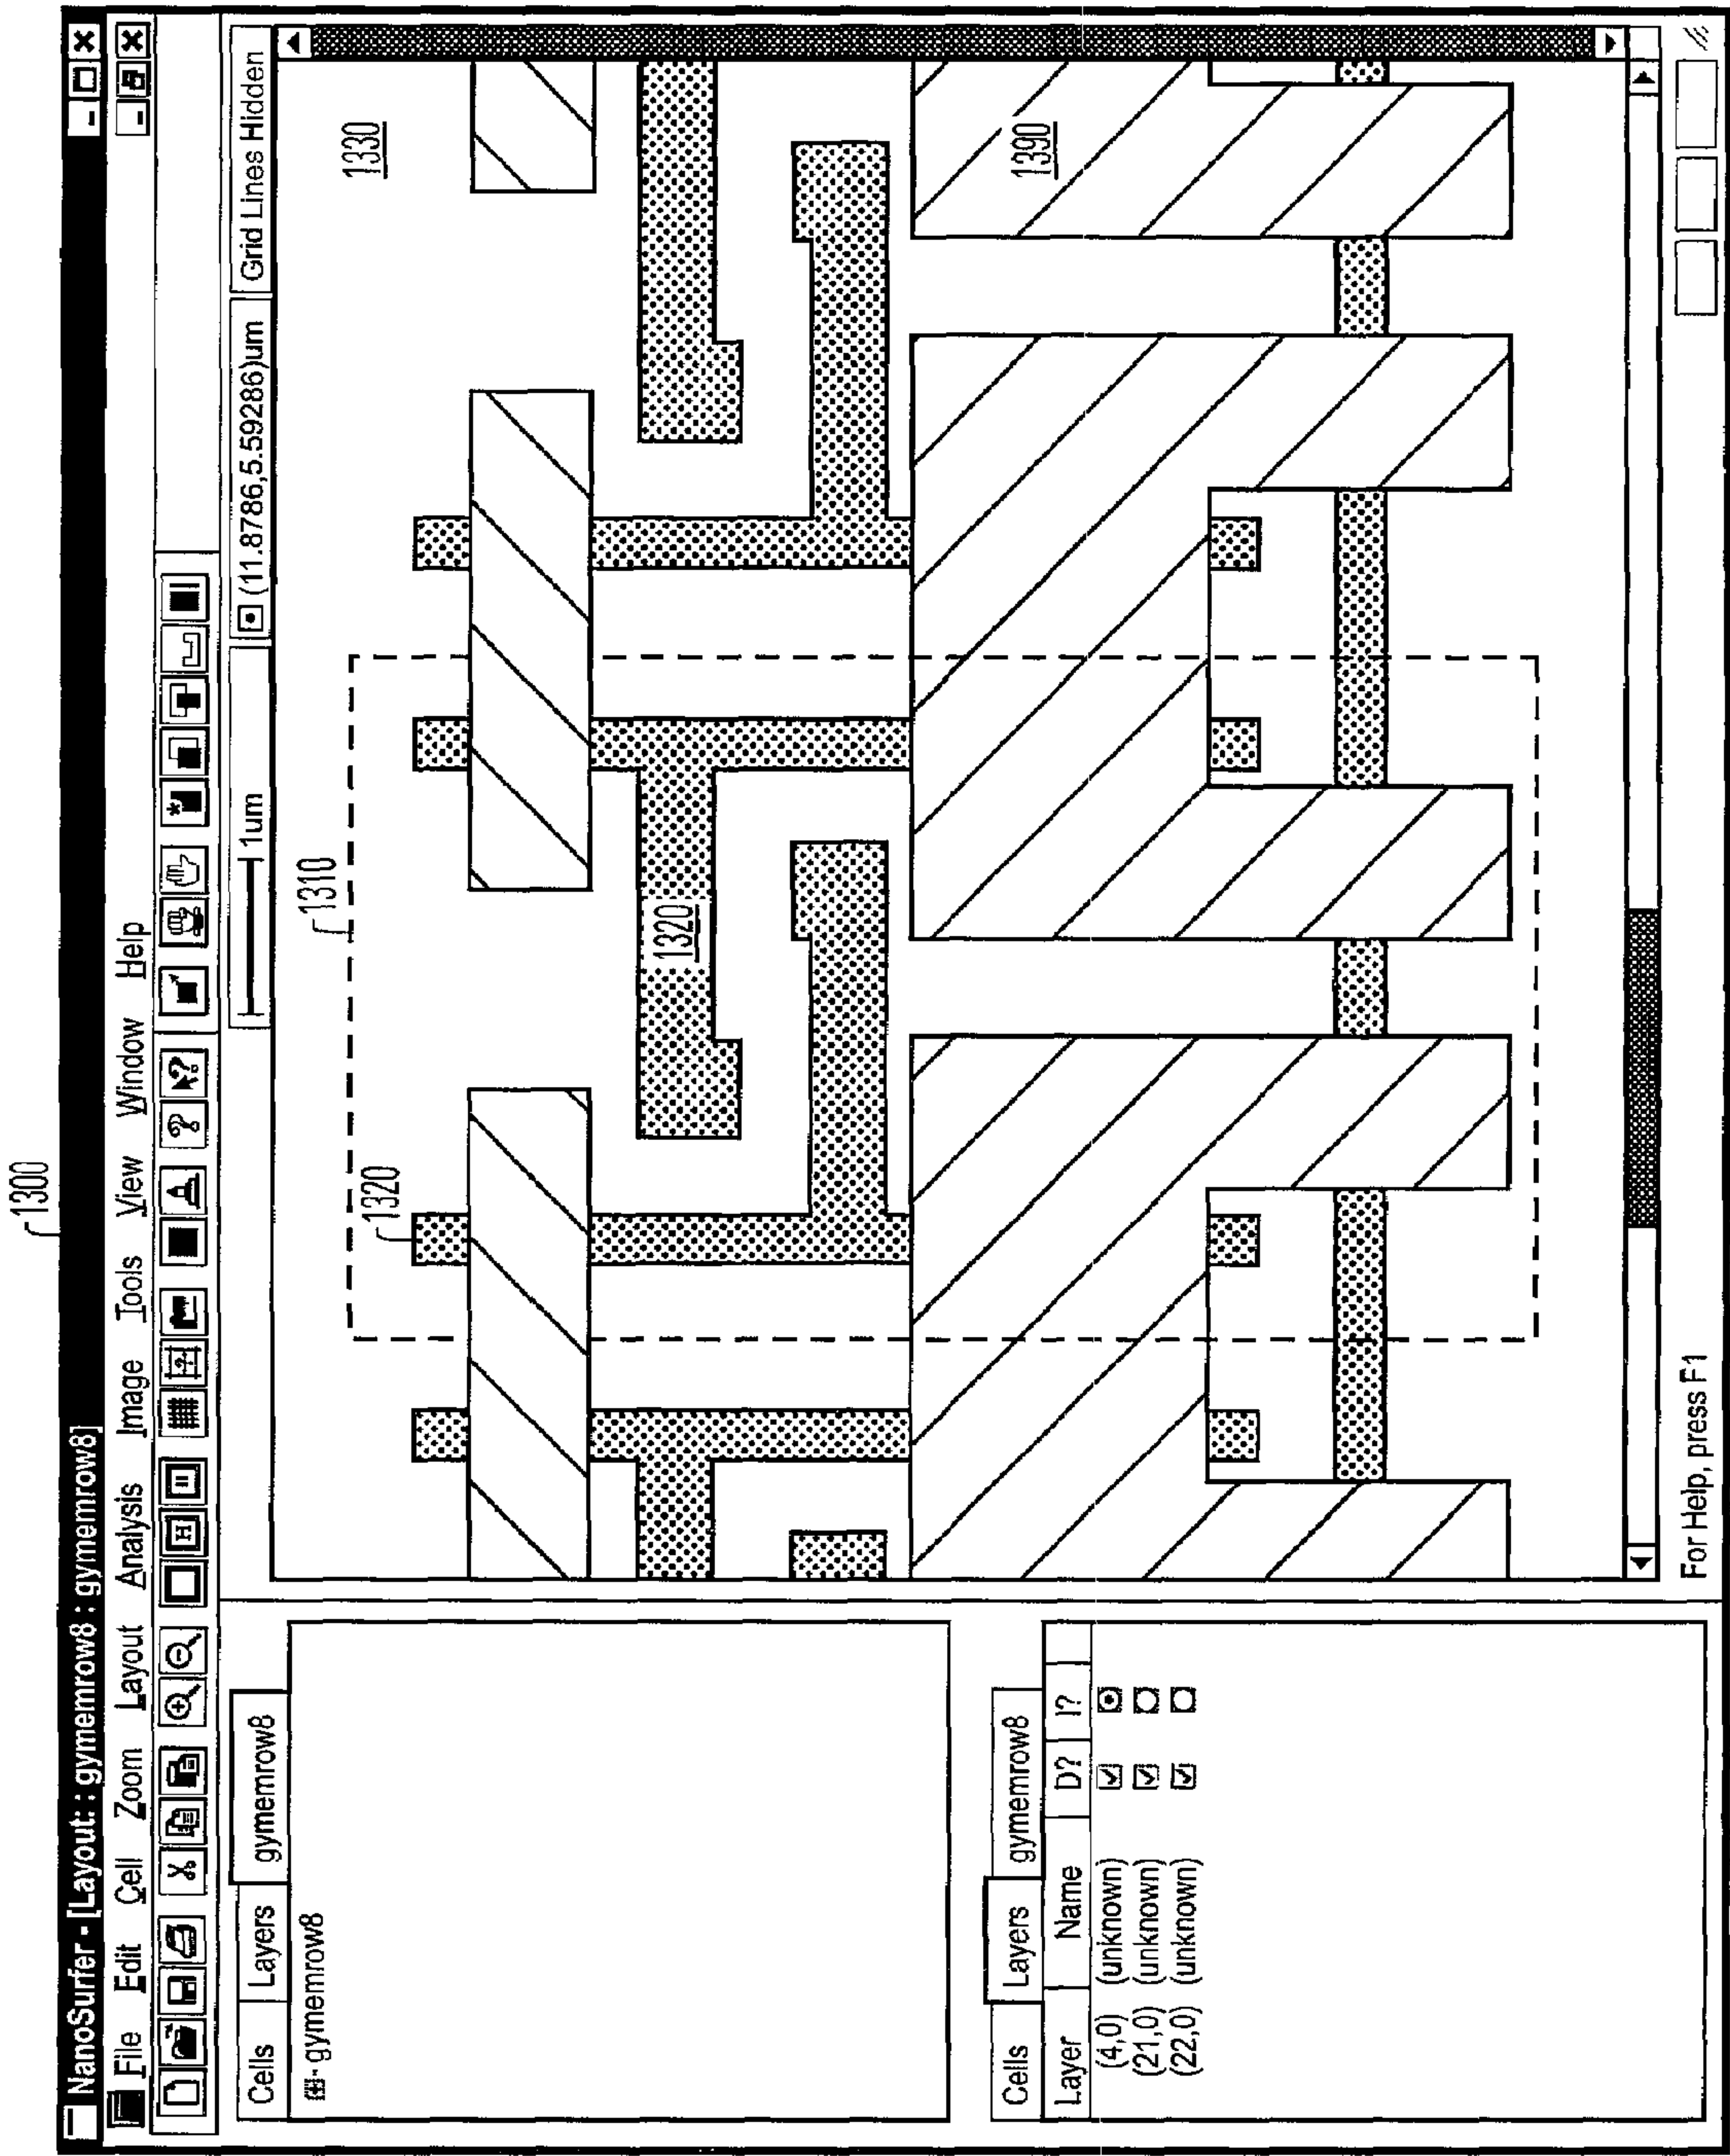 1300
NanoSurfer - [Layout: : gymemrow8 : gymemrow8]
File Edit Cell Zoom Layout Analysis Image Tools View Window Help
Cells Layers gymemrow8
gymemrow8
Cells Layers gymemrow8
Layer Name D? I?
(4,0) (unknown)
(21,0) (unknown)
(22,0) (unknown)
1um
(11.8786,5.59286)um
Grid Lines Hidden
1310
1330
1320
1320
1390
For Help, press F1